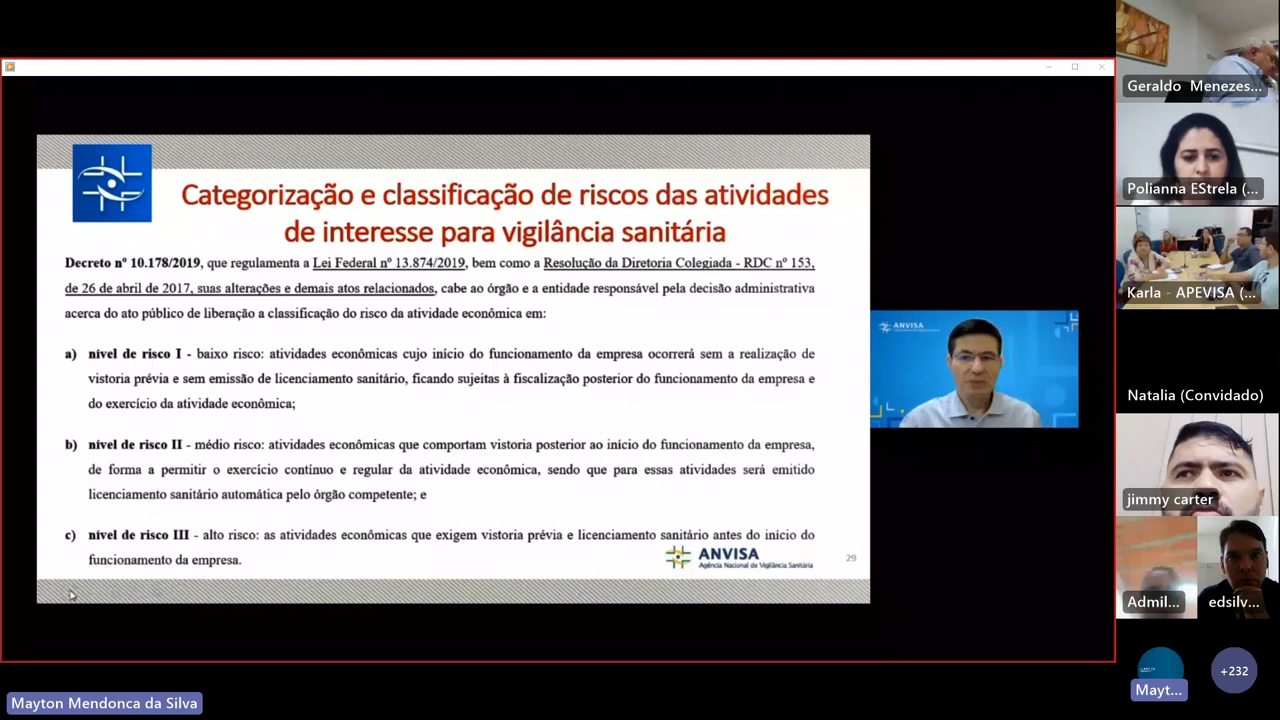 Categorização e classificação de riscos das atividades
de interesse para vigilância sanitária
Decreto nº 10.178/2019, que regulamenta a Lei Federal nº 13.874/2019, bem como a Resolução da Diretoria Colegiada - RDC nº 153,
de 26 de abril de 2017, suas alterações e demais atos relacionados, cabe ao órgão e a entidade responsável pela decisão administrativa
acerca do ato público de liberação a classificação do risco da atividade econômica em:
a) nível de risco I - baixo risco: atividades econômicas cujo início do funcionamento da empresa ocorrerá sem a realização de
vistoria prévia e sem emissão de licenciamento sanitário, ficando sujeitas à fiscalização posterior do funcionamento da empresa e
do exercício da atividade econômica;
b) nível de risco II - médio risco: atividades econômicas que comportam vistoria posterior ao início do funcionamento da empresa,
de forma a permitir o exercício contínuo e regular da atividade econômica, sendo que para essas atividades será emitido
licenciamento sanitário automática pelo órgão competente; e
c) nível de risco III - alto risco: as atividades econômicas que exigem vistoria prévia e licenciamento sanitário antes do início do
funcionamento da empresa.
ANVISA
Agência Nacional de Vigilância Sanitária
29
ANVISA
Geraldo Menezes...
Polianna EStrela (...
Karla - APEVISA (...
Natalia (Convidado)
jimmy carter
Admil...
edsilv...
Mayt...
+232
Mayton Mendonca da Silva